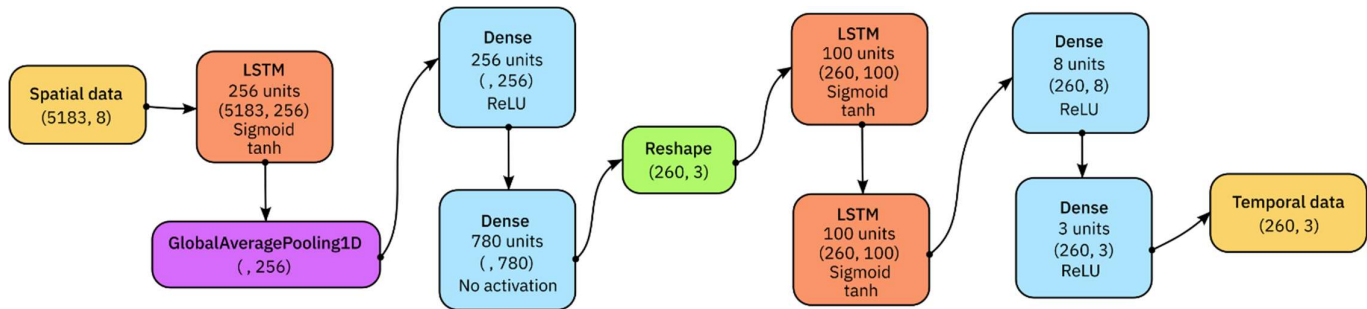 Spatial data
(5183, 8)
LSTM
256 units
(5183, 256)
Sigmoid
tanh
GlobalAveragePooling1D
( , 256)
Dense
256 units
( , 256)
ReLU
Dense
780 units
( , 780)
No activation
Reshape
(260, 3)
LSTM
100 units
(260, 100)
Sigmoid
tanh
LSTM
100 units
(260, 100)
Sigmoid
tanh
Dense
8 units
(260, 8)
ReLU
Dense
3 units
(260, 3)
ReLU
Temporal data
(260, 3)